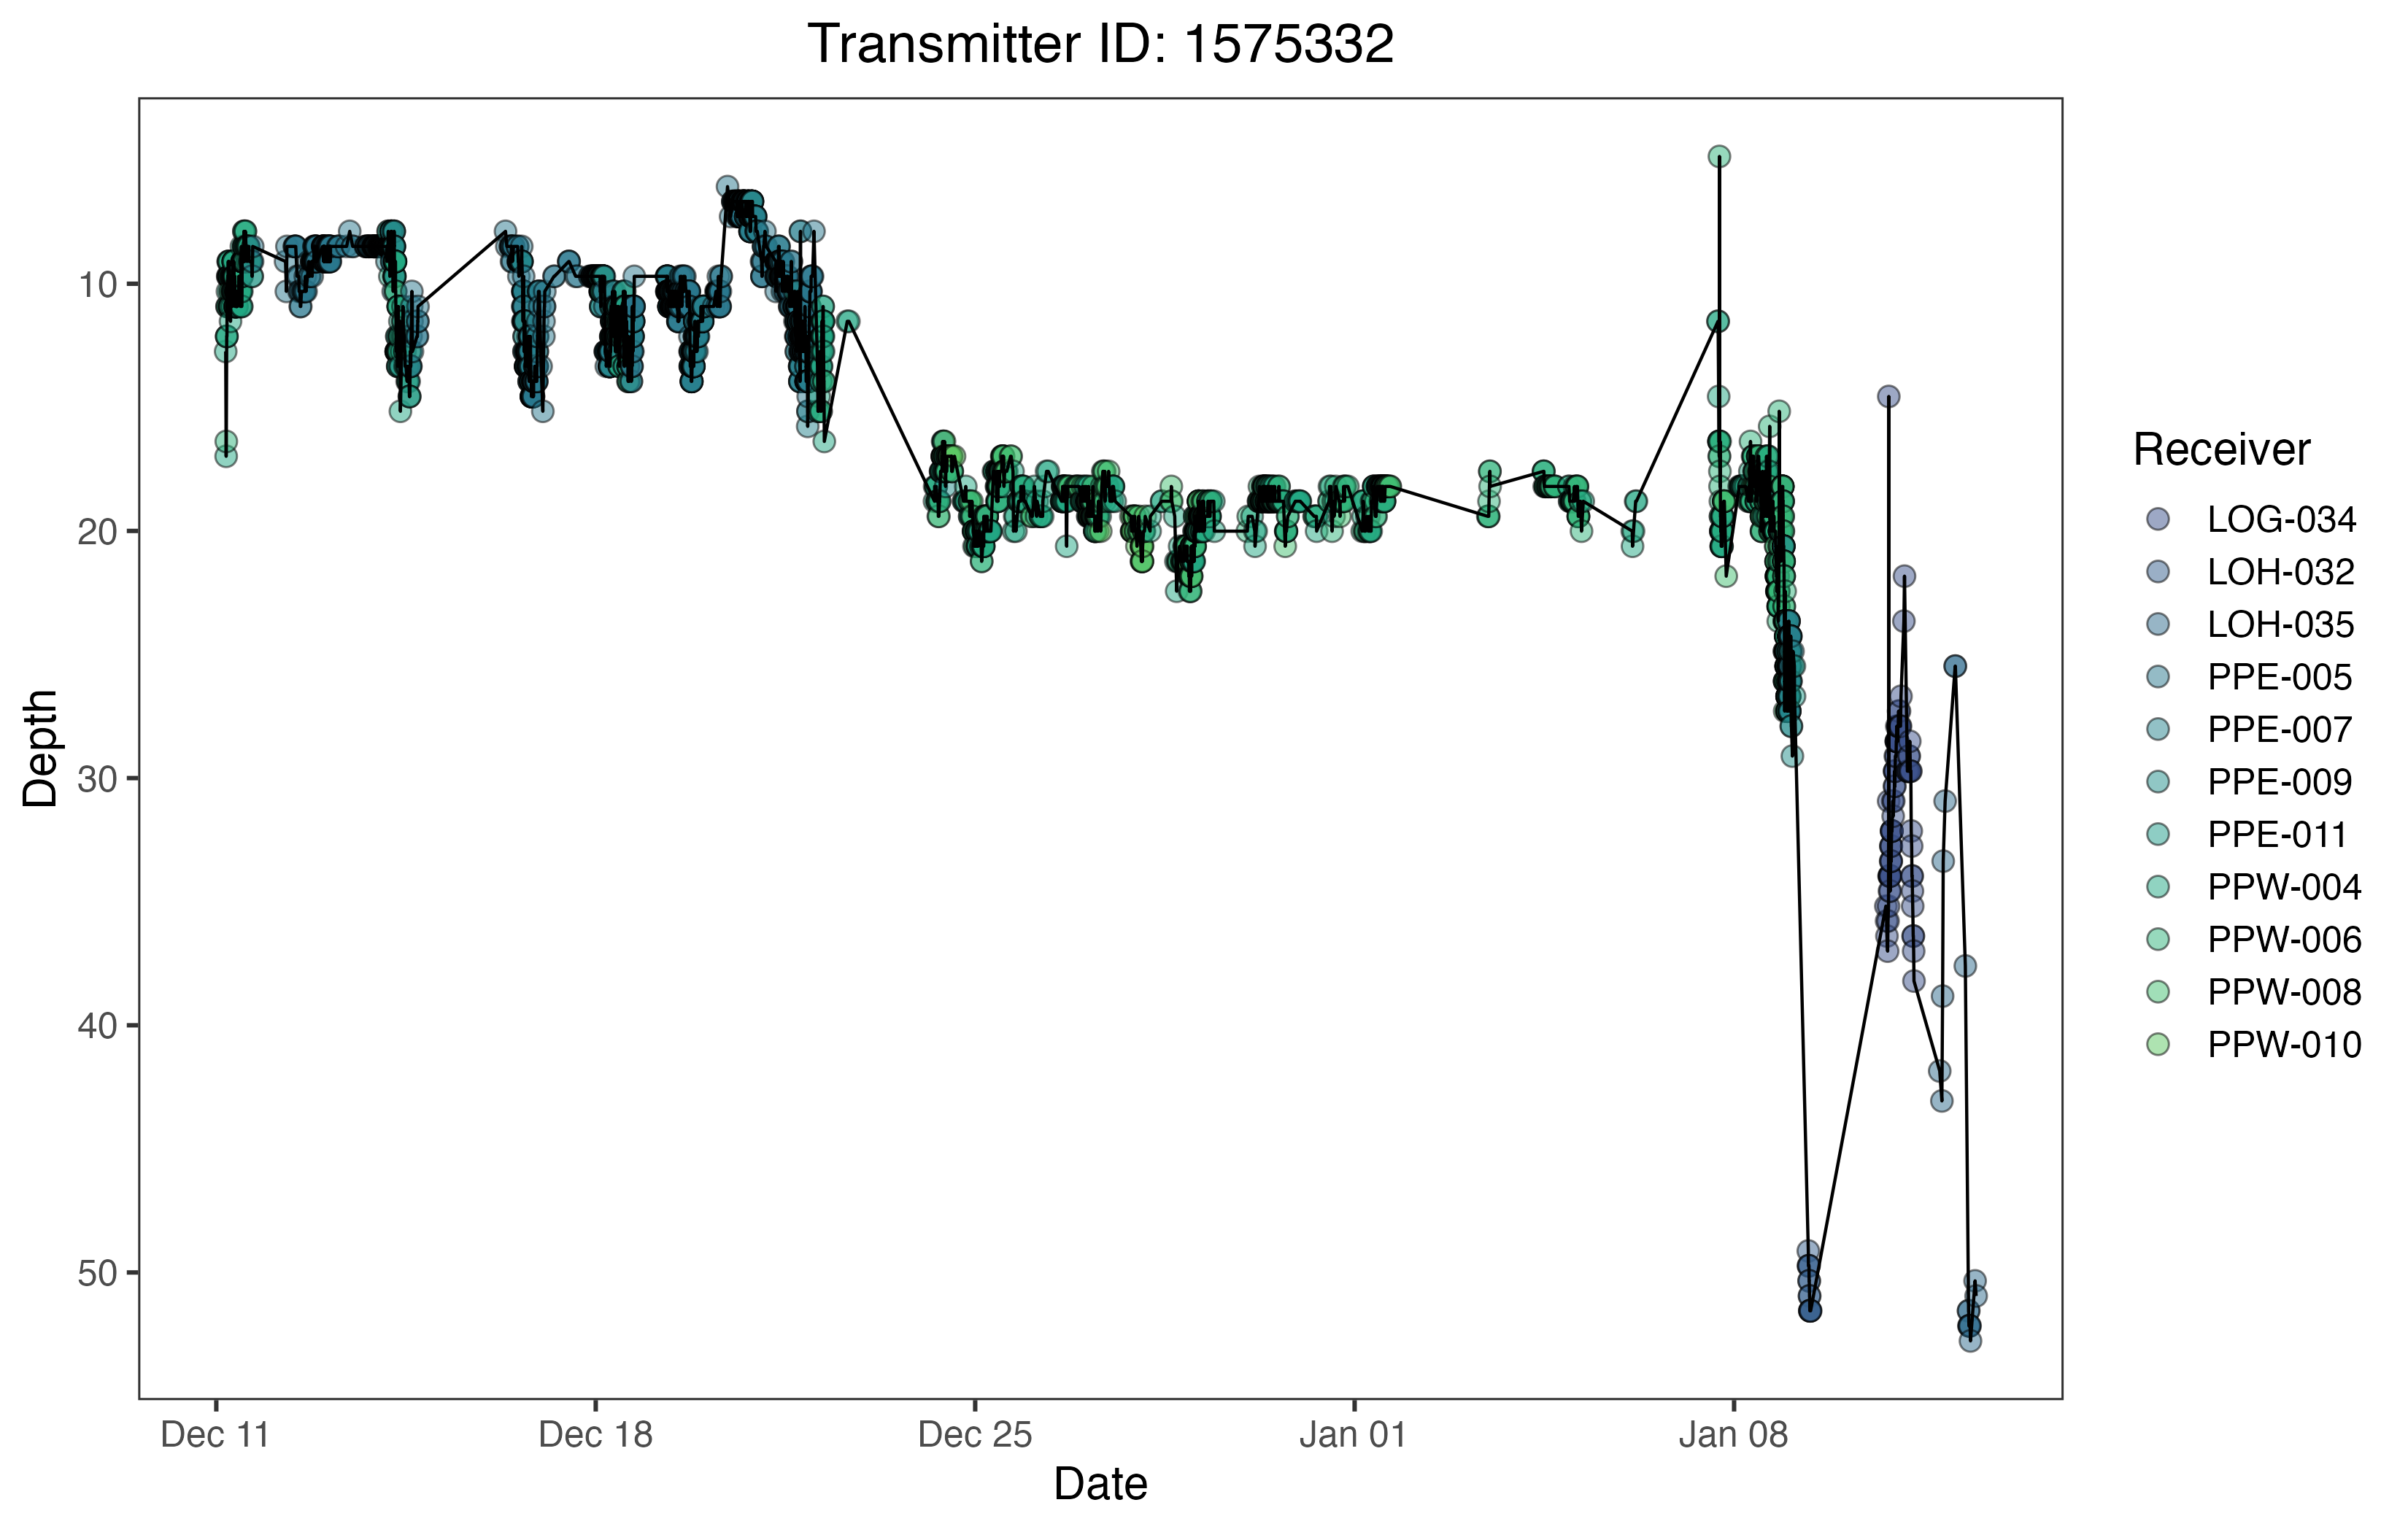 Transmitter ID: 1575332
Depth
10
20
30
40
50
Dec 11
Dec 18
Dec 25
Jan 01
Jan 08
Date
Receiver
LOG-034
LOH-032
LOH-035
PPE-005
PPE-007
PPE-009
PPE-011
PPW-004
PPW-006
PPW-008
PPW-010